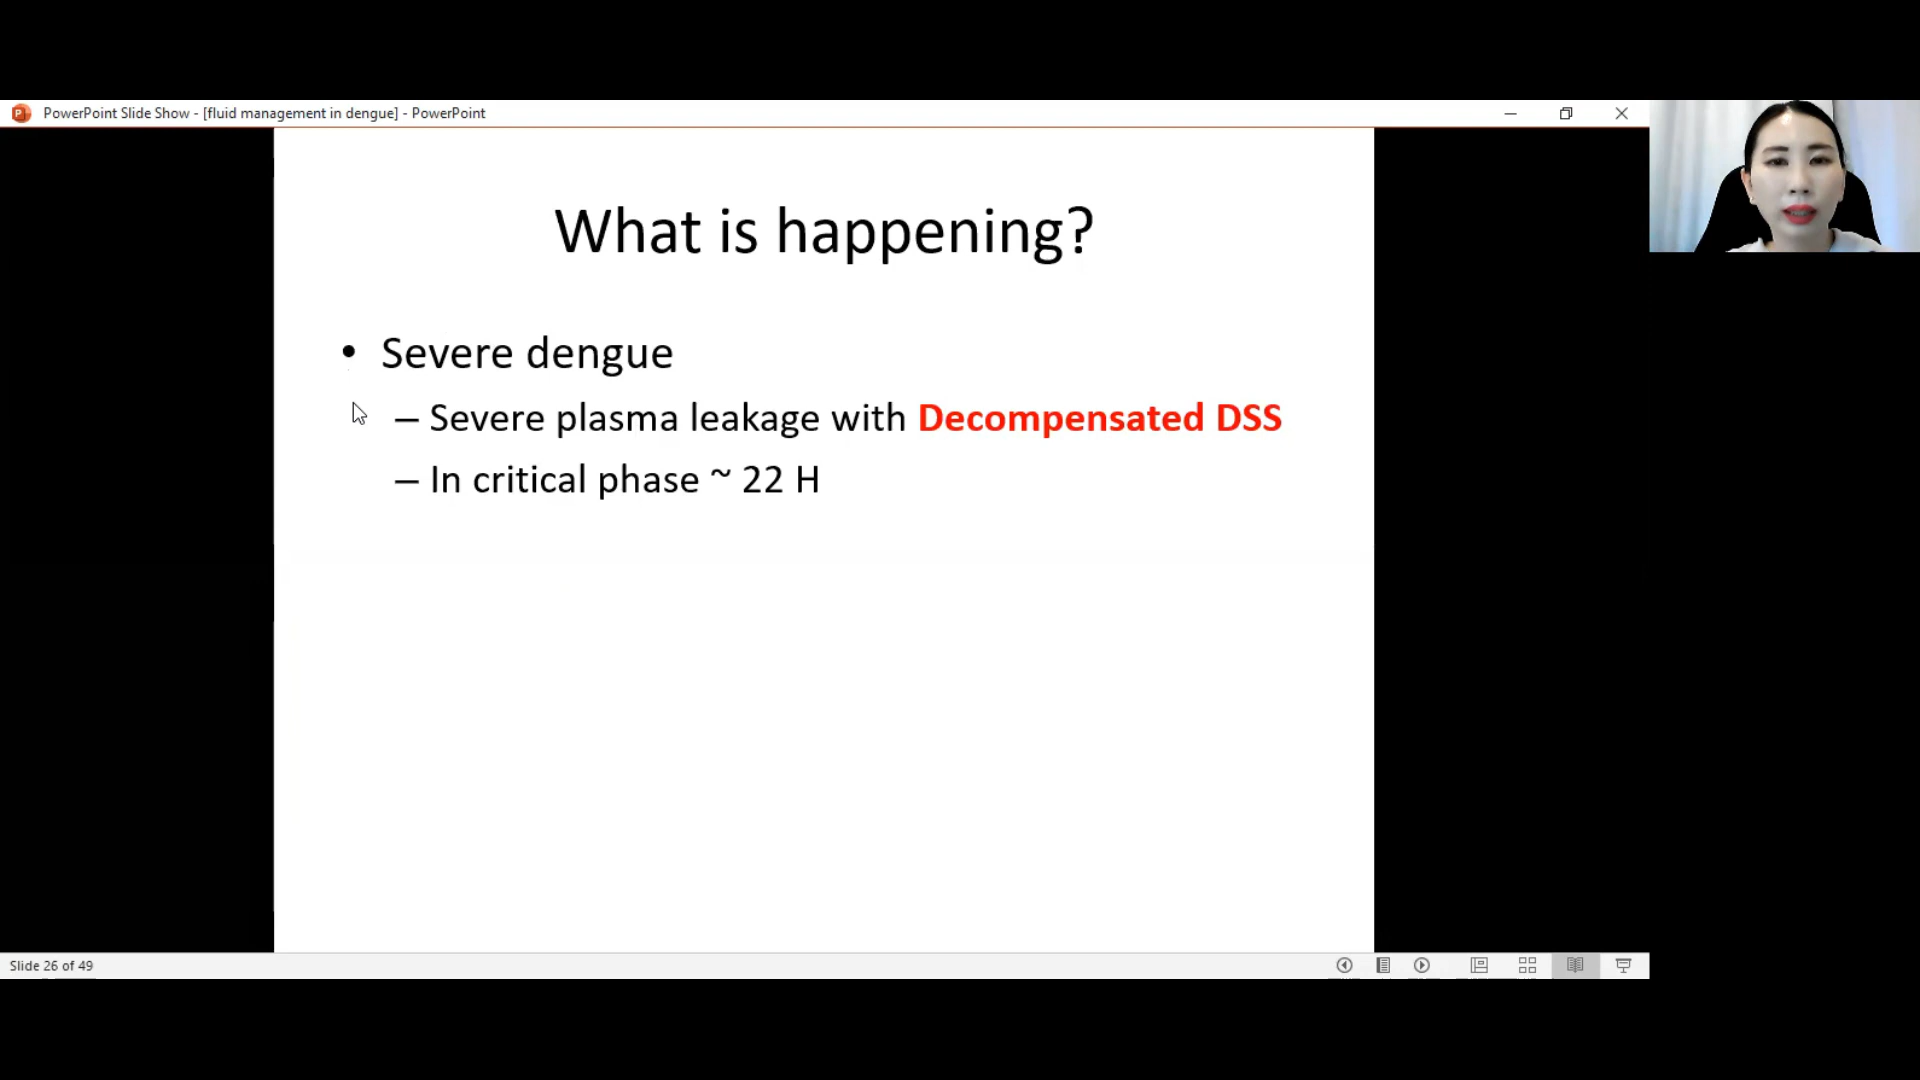 PowerPoint Slide Show - [fluid management in dengue] - PowerPoint
What is happening?
• Severe dengue
– Severe plasma leakage with Decompensated DSS
– In critical phase ~ 22 H
Slide 26 of 49